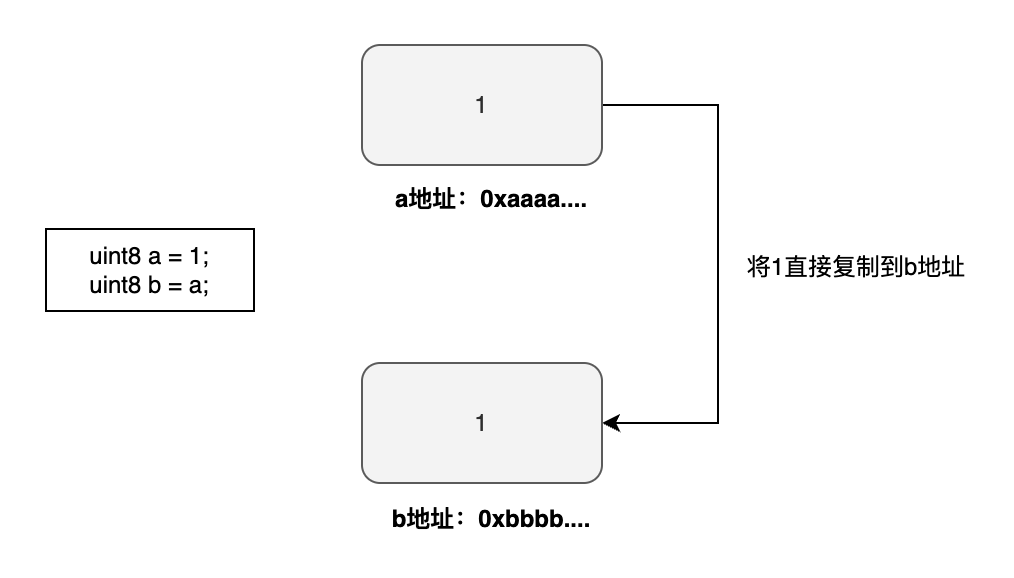 1
a地址：0xaaaa....
uint8 a = 1;
uint8 b = a;
将1直接复制到b地址
1
b地址：0xbbbb....